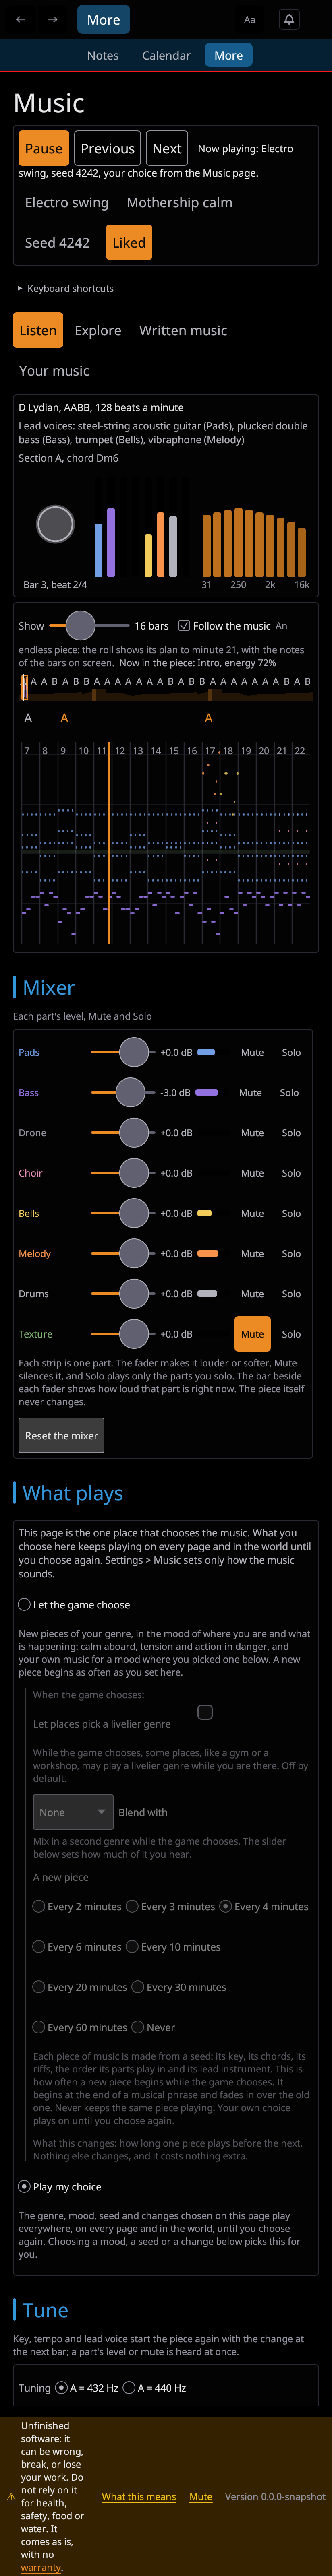 More
Aa
Notes
Calendar
More
Music
Pause
Previous
Next
Now playing: Electro
swing, seed 4242, your choice from the Music page.
Electro swing
Mothership calm
Seed 4242
Liked
Keyboard shortcuts
Listen
Explore
Written music
Your music
D Lydian, AABB, 128 beats a minute
Lead voices: steel-string acoustic guitar (Pads), plucked double
bass (Bass), trumpet (Bells), vibraphone (Melody)
Section A, chord Dm6
Bar 3, beat 2/4
31 250 2k 16k
Show
16 bars
Follow the music
An
endless piece: the roll shows its plan to minute 21, with the notes
of the bars on screen. Now in the piece: Intro, energy 72%
A A B A B B A A A A A A A B A B B A A A A A A B A B
A A A
7 8 9 10 11 12 13 14 15 16 17 18 19 20 21 22
Mixer
Each part's level, Mute and Solo
Pads +0.0 dB Mute Solo
Bass -3.0 dB Mute Solo
Drone +0.0 dB Mute Solo
Choir +0.0 dB Mute Solo
Bells +0.0 dB Mute Solo
Melody +0.0 dB Mute Solo
Drums +0.0 dB Mute Solo
Texture +0.0 dB Mute Solo
Each strip is one part. The fader makes it louder or softer, Mute
silences it, and Solo plays only the parts you solo. The bar beside
each fader shows how loud that part is right now. The piece itself
never changes.
Reset the mixer
What plays
This page is the one place that chooses the music. What you
choose here keeps playing on every page and in the world until
you choose again. Settings > Music sets only how the music
sounds.
Let the game choose
New pieces of your genre, in the mood of where you are and what
is happening: calm aboard, tension and action in danger, and
your own music for a mood where you picked one below. A new
piece begins as often as you set here.
When the game chooses:
Let places pick a livelier genre
While the game chooses, some places, like a gym or a
workshop, may play a livelier genre while you are there. Off by
default.
None
Blend with
Mix in a second genre while the game chooses. The slider
below sets how much of it you hear.
A new piece
Every 2 minutes Every 3 minutes Every 4 minutes
Every 6 minutes Every 10 minutes
Every 20 minutes Every 30 minutes
Every 60 minutes Never
Each piece of music is made from a seed: its key, its chords, its
riffs, the order its parts play in and its lead instrument. This is
how often a new piece begins while the game chooses. It
begins at the end of a musical phrase and fades in over the old
one. Never keeps the same piece playing. Your own choice
plays on until you choose again.
What this changes: how long one piece plays before the next.
Nothing else changes, and it costs nothing extra.
Play my choice
The genre, mood, seed and changes chosen on this page play
everywhere, on every page and in the world, until you choose
again. Choosing a mood, a seed or a change below picks this for
you.
Tune
Key, tempo and lead voice start the piece again with the change at
the next bar; a part's level or mute is heard at once.
Tuning A = 432 Hz A = 440 Hz
Unfinished
software: it
can be wrong,
break, or lose
your work. Do
not rely on it
for health,
safety, food or
water. It
comes as is,
with no
warranty.
What this means
Mute
Version 0.0.0-snapshot